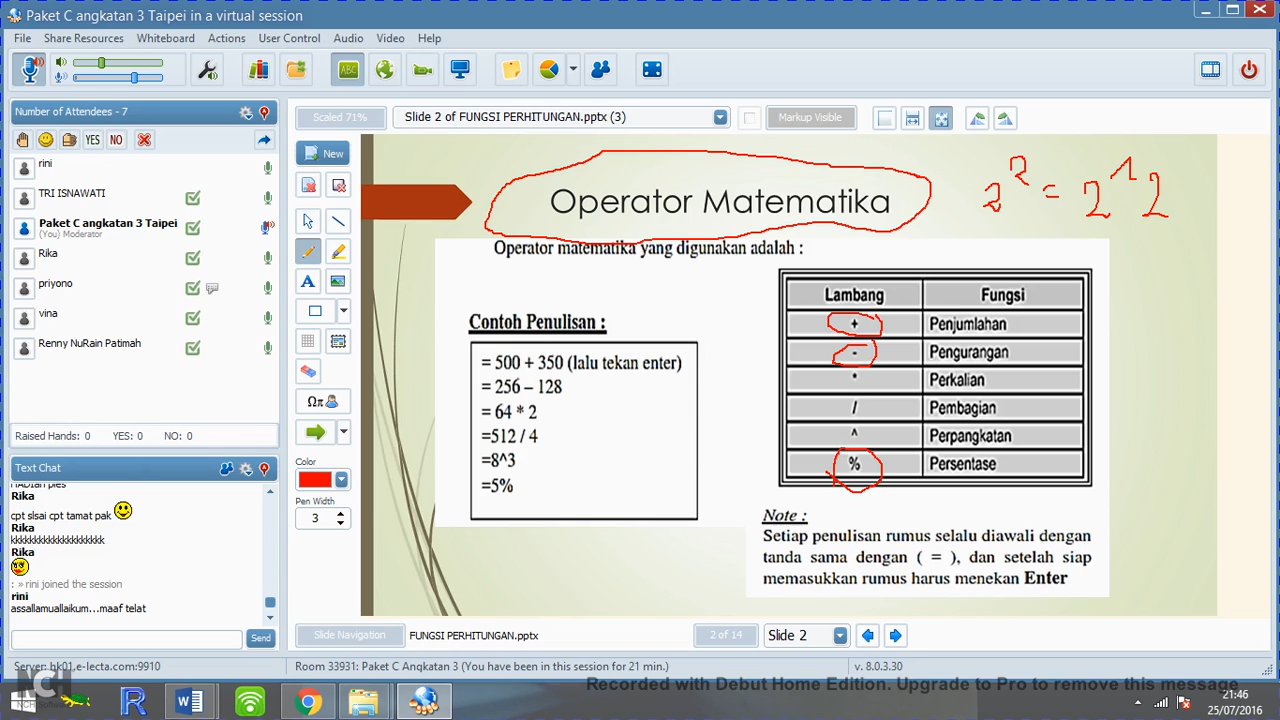 Paket C angkatan 3 Taipei in a virtual session
File Share Resources Whiteboard Actions User Control Audio Video Help
Number of Attendees - 7
YES NO
rini
TRI ISNAWATI
Paket C angkatan 3 Taipei
(You) Moderator
Rika
priyono
vina
Renny NuRain Patimah
Raised Hands: 0 YES: 0 NO: 0
Text Chat
Rika
cpt slsai cpt tamat pak
Rika
kkkkkkkkkkkkkkkkkkk
Rika
: » rini joined the session
rini
assallamuallaikum...maaf telat
Send
Scaled 71%
Slide 2 of FUNGSI PERHITUNGAN.pptx (3)
Markup Visible
New
ABC
A
Ωπ
Color
Pen Width
3
Operator Matematika
2² = 2^2
Operator matematika yang digunakan adalah :
Contoh Penulisan :
= 500 + 350 (lalu tekan enter)
= 256 – 128
= 64 * 2
=512 / 4
=8^3
=5%
Lambang Fungsi
+ Penjumlahan
- Pengurangan
* Perkalian
/ Pembagian
^ Perpangkatan
% Persentase
Note :
Setiap penulisan rumus selalu diawali dengan
tanda sama dengan ( = ), dan setelah siap
memasukkan rumus harus menekan Enter
Slide Navigation FUNGSI PERHITUNGAN.pptx 2 of 14 Slide 2
Server: bk01.e-lecta.com:9910
Room 33931: Paket C Angkatan 3 (You have been in this session for 21 min.)
v. 8.0.3.30
Recorded with Debut Home Edition. Upgrade to Pro to remove this message
NCH Software
21:46
25/07/2016